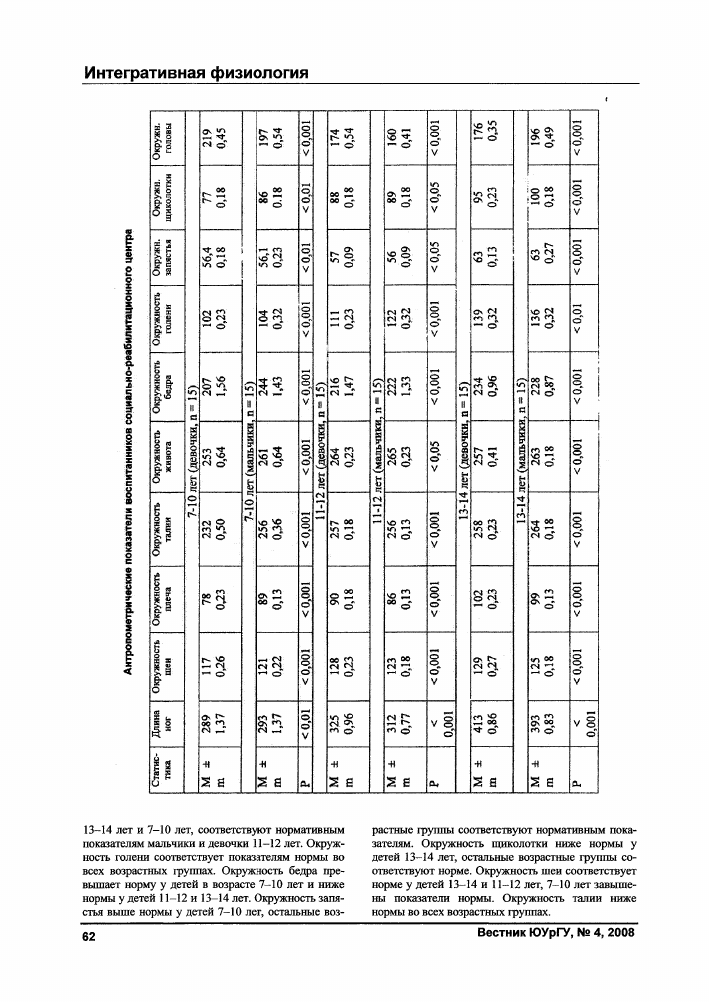 Интегративная физиология
Антропометрические показатели воспитанников социально-реабилитационного центра
Статис-тика | Длина ног | Окружность шеи | Окружность плеча | Окружность талии | Окружность живота | Окружность бедра | Окружность голени | Окружн. запястья | Окружн. щиколотки | Окружн. головы
7-10 лет (девочки, n = 15)
M ± | 289 | 117 | 78 | 232 | 253 | 207 | 102 | 56,4 | 77 | 219
m | 1,37 | 0,26 | 0,23 | 0,50 | 0,64 | 1,56 | 0,23 | 0,18 | 0,18 | 0,45
7-10 лет (мальчики, n = 15)
M ± | 293 | 121 | 89 | 256 | 261 | 244 | 104 | 56,1 | 86 | 197
m | 1,37 | 0,22 | 0,13 | 0,36 | 0,64 | 1,43 | 0,32 | 0,23 | 0.18 | 0,54
P | < 0,01 | < 0,001 | < 0,001 | < 0,001 | < 0,001 | < 0,001 | < 0,001 | < 0,01 | < 0,01 | < 0,001
11-12 лет (девочки, n = 15)
M ± | 325 | 128 | 90 | 257 | 264 | 216 | 111 | 57 | 88 | 174
m | 0,96 | 0,23 | 0,18 | 0,18 | 0,23 | 1,47 | 0,23 | 0,09 | 0,18 | 0,54
11-12 лет (мальчики, n = 15)
M ± | 312 | 123 | 86 | 256 | 265 | 222 | 122 | 56 | 89 | 160
m | 0,77 | 0,18 | 0,13 | 0,13 | 0,23 | 1,33 | 0,32 | 0,09 | 0,18 | 0,41
P | < 0,001 | < 0,001 | < 0,001 | < 0,001 | < 0,05 | < 0,001 | < 0,001 | < 0,05 | < 0,05 | < 0,001
13-14 лет (девочки, n = 15)
M ± | 413 | 129 | 102 | 258 | 257 | 234 | 139 | 63 | 95 | 176
m | 0,86 | 0,27 | 0,23 | 0,23 | 0,41 | 0,96 | 0,32 | 0,13 | 0,23 | 0,35
13-14 лет (мальчики, n = 15)
M ± | 393 | 125 | 99 | 264 | 263 | 228 | 136 | 63 | 100 | 196
m | 0,83 | 0,18 | 0,13 | 0,18 | 0,18 | 0,87 | 0,32 | 0,27 | 0,18 | 0,49
P | < 0,001 | < 0,001 | < 0,001 | < 0,001 | < 0,001 | < 0,001 | < 0,01 | < 0,001 | < 0,001 | < 0,001
13–14 лет и 7–10 лет, соответствуют нормативным
показателям мальчики и девочки 11–12 лет. Окруж-
ность голени соответствует показателям нормы во
всех возрастных группах. Окружность бедра пре-
вышает норму у детей в возрасте 7–10 лет и ниже
нормы у детей 11–12 и 13–14 лет. Окружность запя-
стья выше нормы у детей 7–10 лет, остальные воз-
растные группы соответствуют нормативным пока-
зателям. Окружность щиколотки ниже нормы у
детей 13–14 лет, остальные возрастные группы со-
ответствуют норме. Окружность шеи соответствует
норме у детей 13–14 и 11–12 лет, 7–10 лет завыше-
ны показатели нормы. Окружность талии ниже
нормы во всех возрастных группах.
62
Вестник ЮУрГУ, № 4, 2008